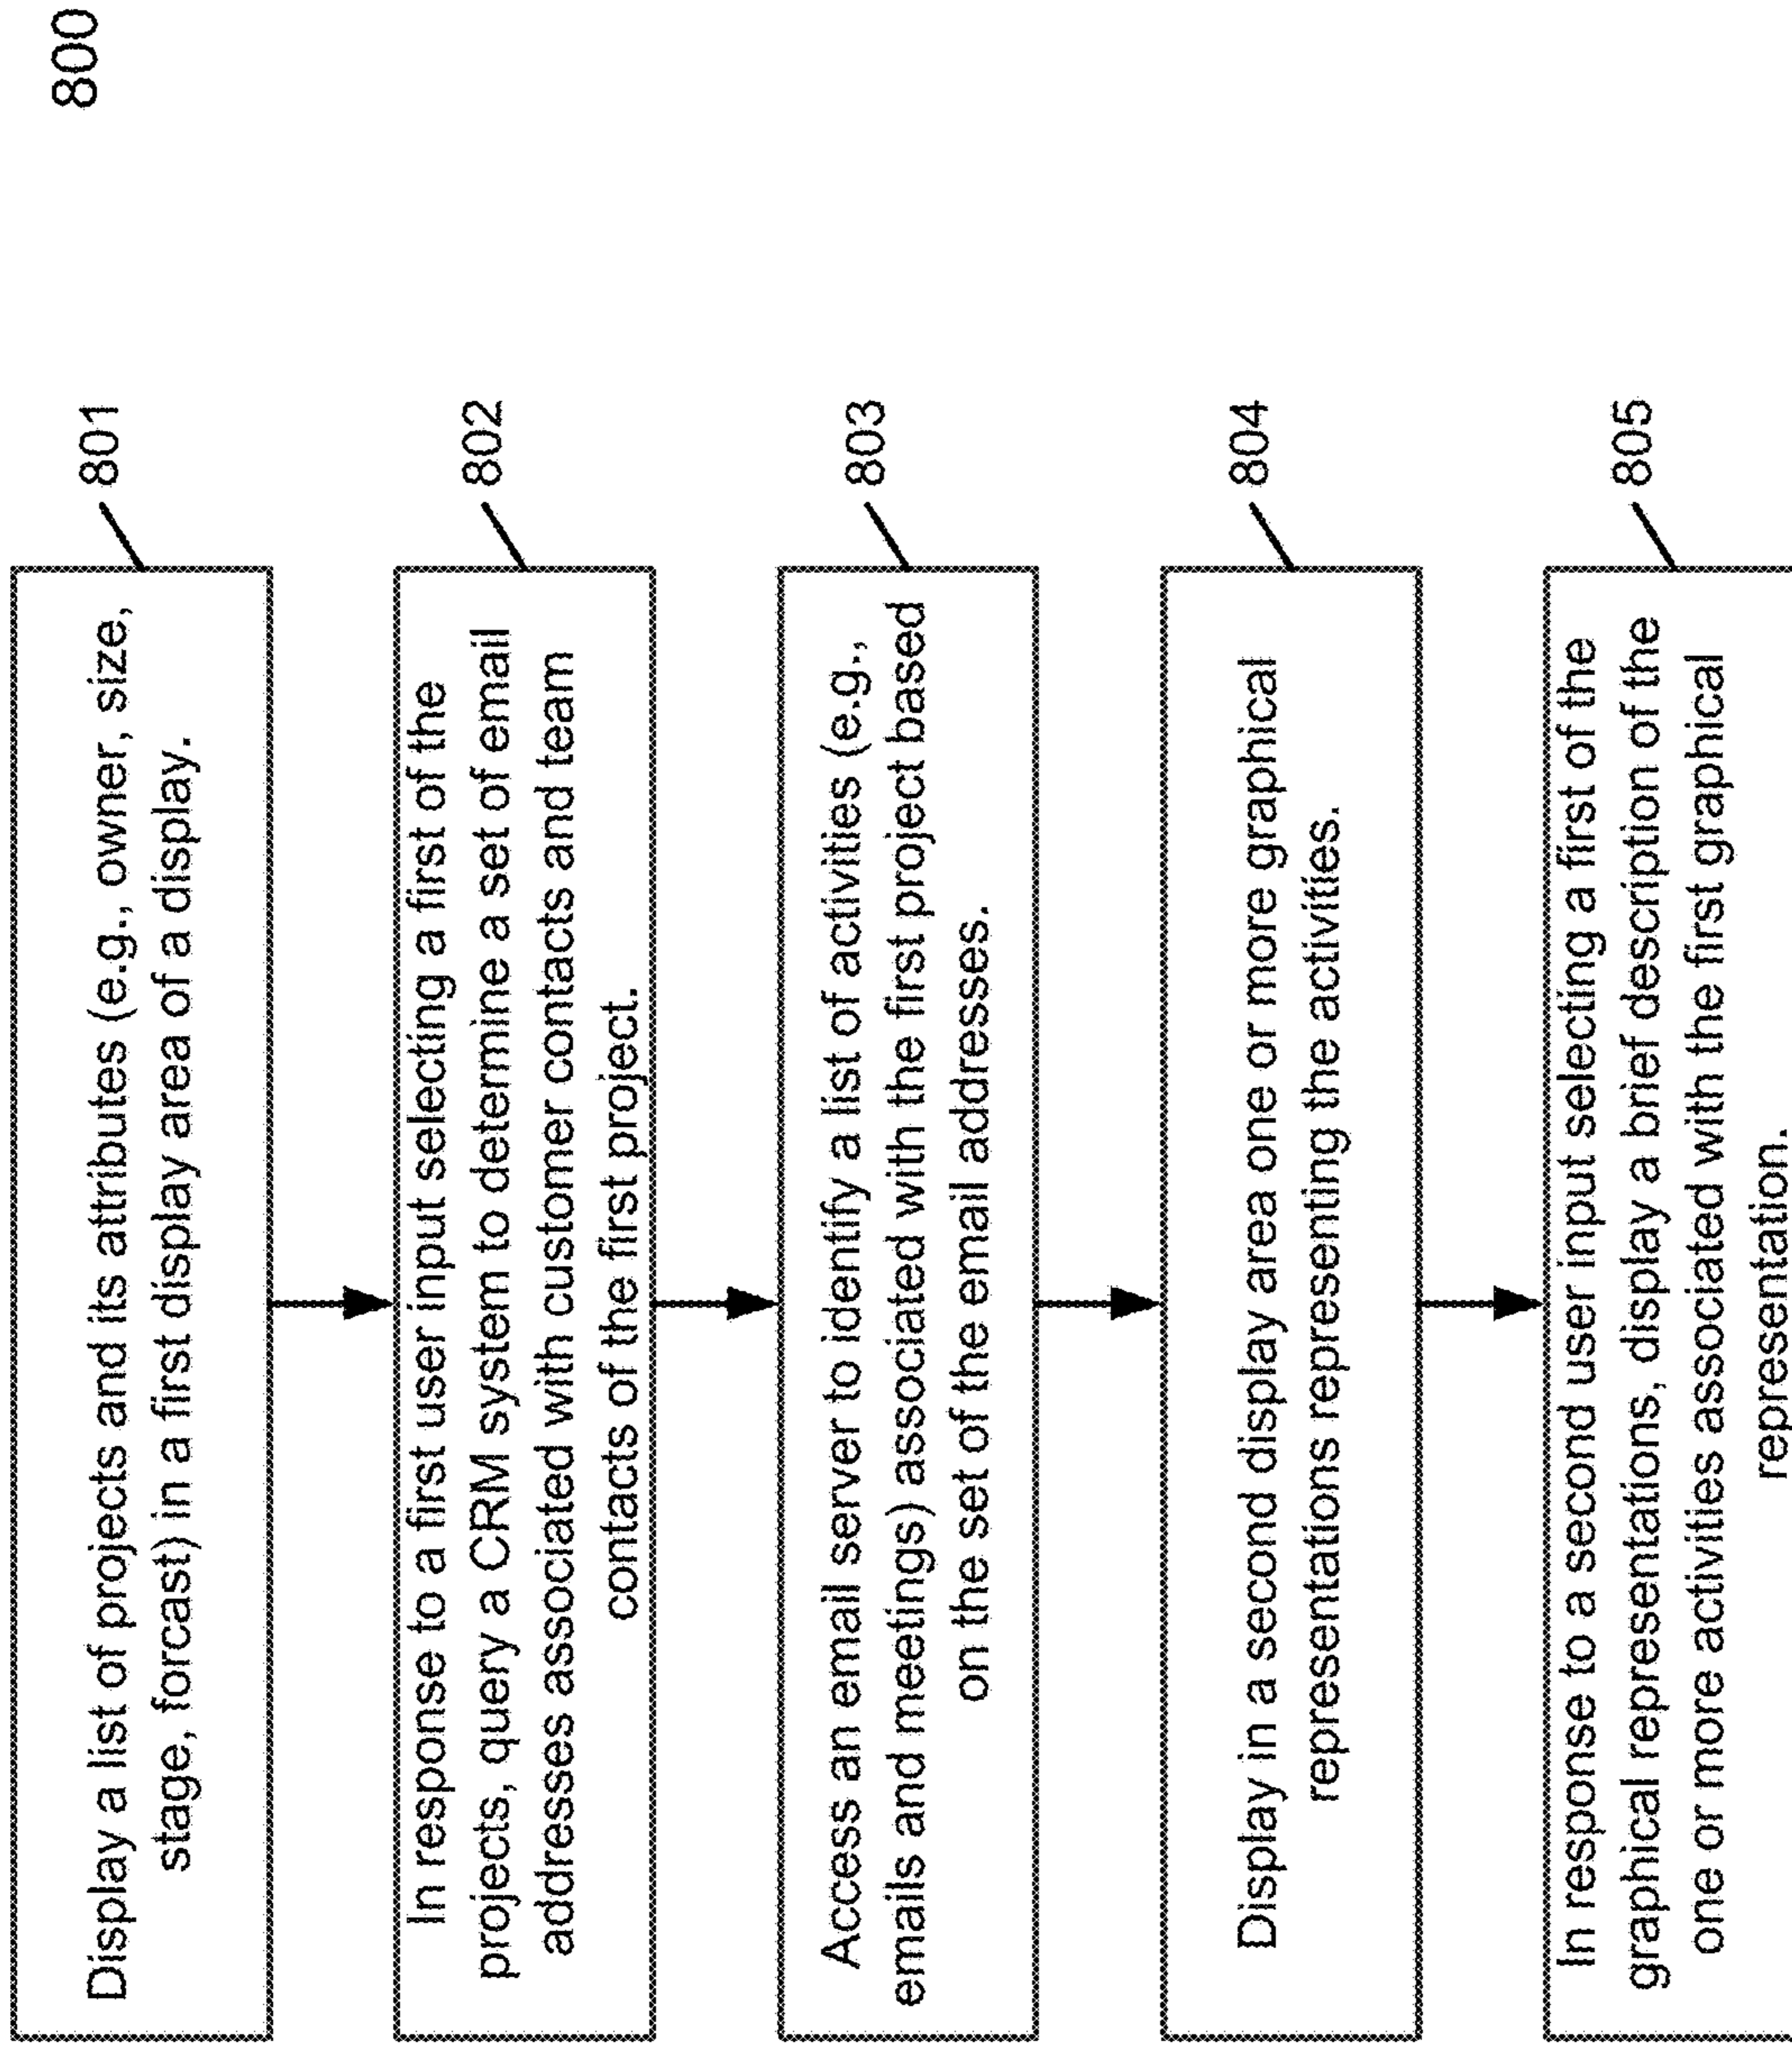 800
Display a list of projects and its attributes (e.g., owner, size,
stage, forcast) in a first display area of a display.
801
In response to a first user input selecting a first of the
projects, query a CRM system to determine a set of email
addresses associated with customer contacts and team
contacts of the first project.
802
Access an email server to identify a list of activities (e.g.,
emails and meetings) associated with the first project based
on the set of the email addresses.
803
Display in a second display area one or more graphical
representations representing the activities.
804
In response to a second user input selecting a first of the
graphical representations, display a brief description of the
one or more activities associated with the first graphical
representation.
805